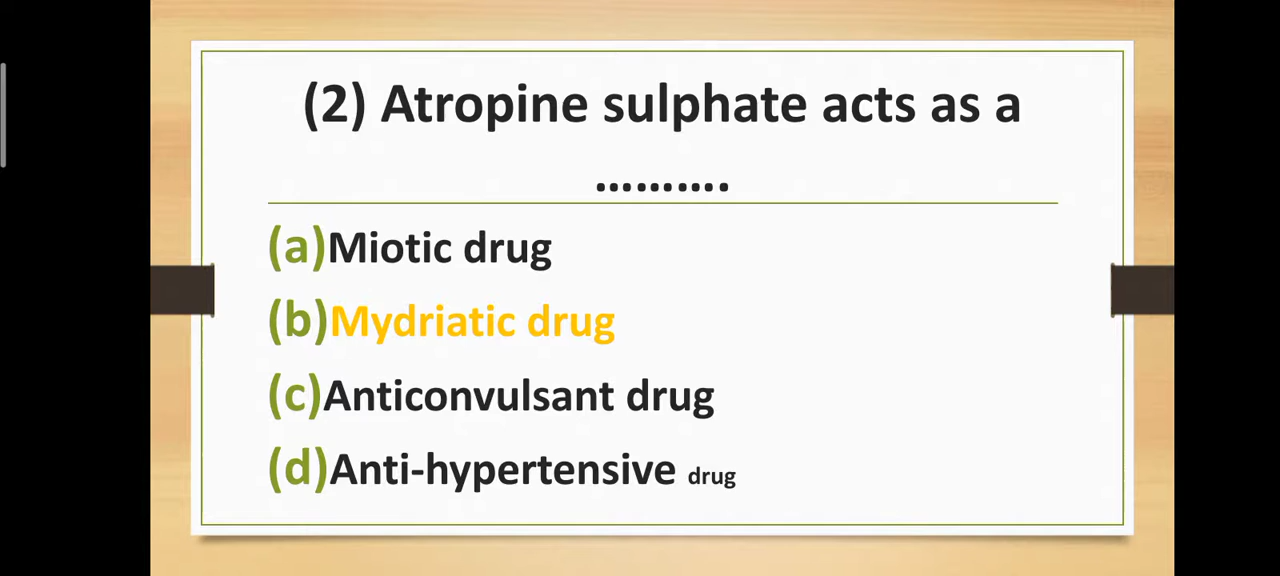 (2) Atropine sulphate acts as a
..........
(a)Miotic drug
(b)Mydriatic drug
(c)Anticonvulsant drug
(d)Anti-hypertensive drug